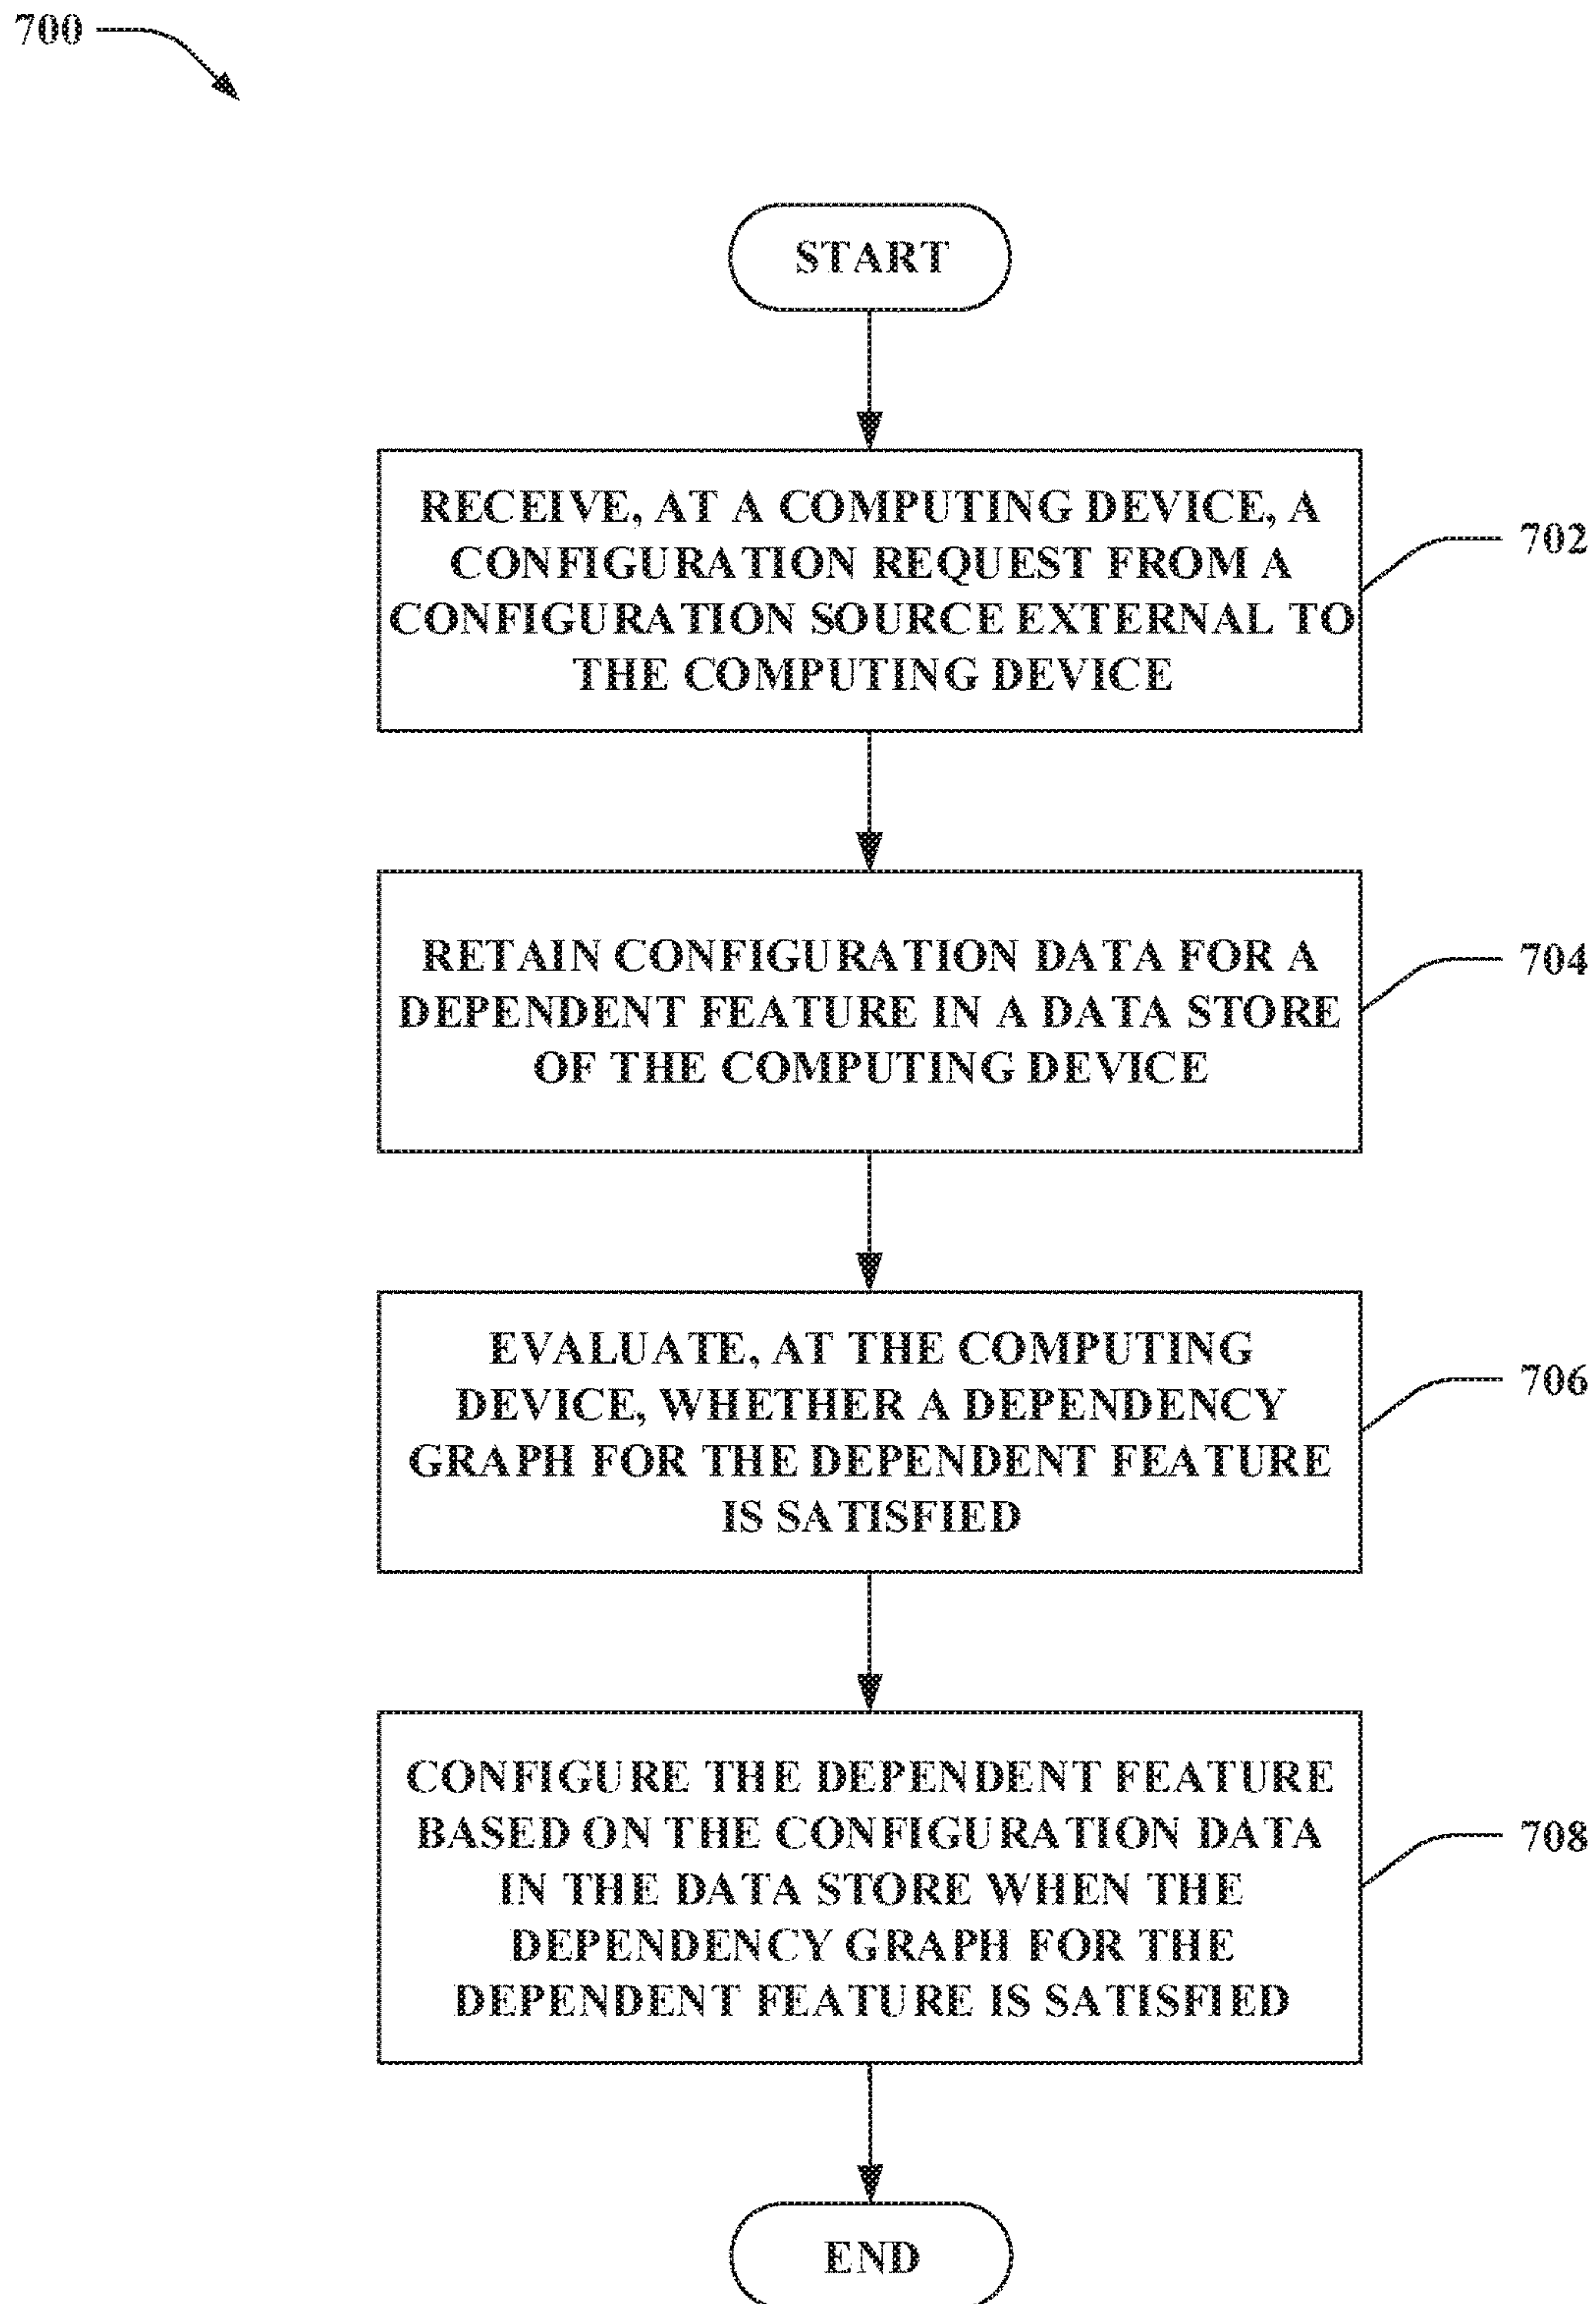 700
START
RECEIVE, AT A COMPUTING DEVICE, A
CONFIGURATION REQUEST FROM A
CONFIGURATION SOURCE EXTERNAL TO
THE COMPUTING DEVICE
702
RETAIN CONFIGURATION DATA FOR A
DEPENDENT FEATURE IN A DATA STORE
OF THE COMPUTING DEVICE
704
EVALUATE, AT THE COMPUTING
DEVICE, WHETHER A DEPENDENCY
GRAPH FOR THE DEPENDENT FEATURE
IS SATISFIED
706
CONFIGURE THE DEPENDENT FEATURE
BASED ON THE CONFIGURATION DATA
IN THE DATA STORE WHEN THE
DEPENDENCY GRAPH FOR THE
DEPENDENT FEATURE IS SATISFIED
708
END